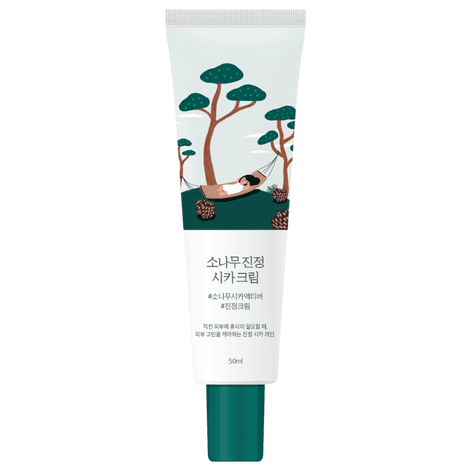 소나무 진정
시카 크림
#소나무시카액티버
#진정크림
지친 피부에 휴식이 필요할 때,
피부 고민을 케어하는 진정 시카 라인.
50ml